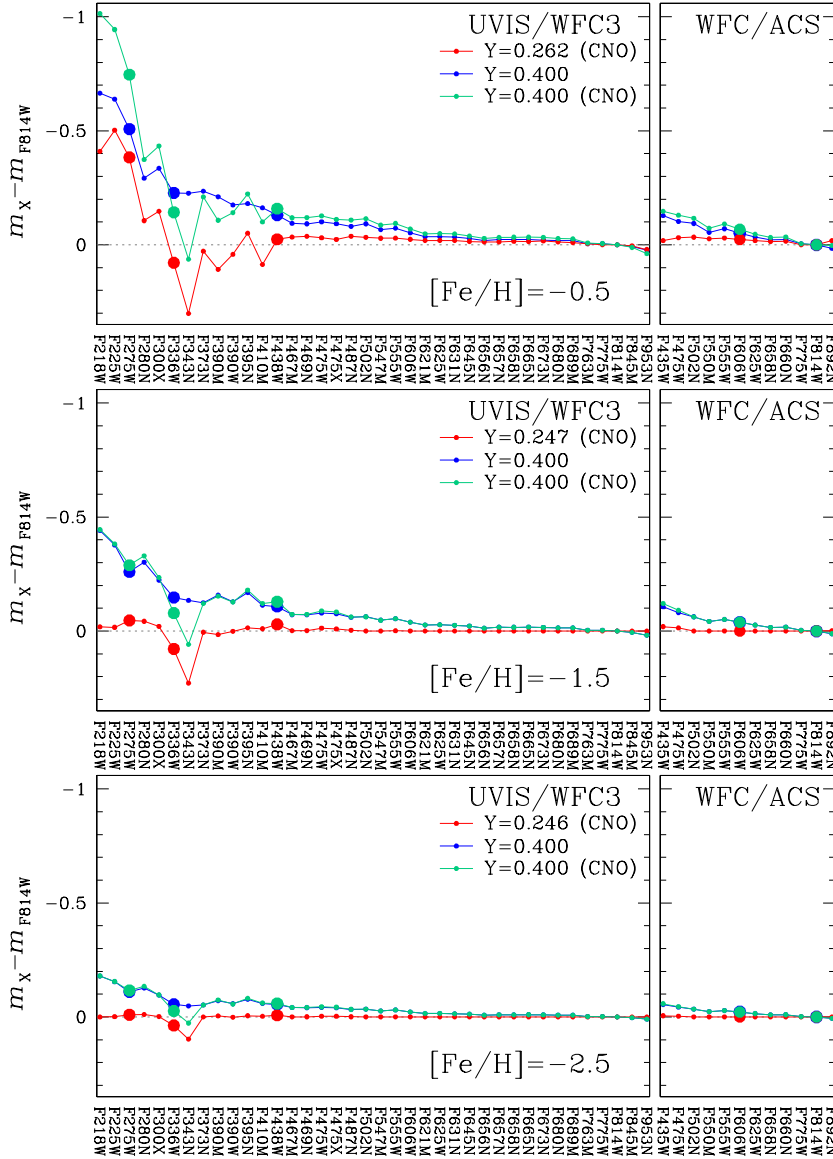 UVIS/WFC3
WFC/ACS
Y=0.262 (CNO)
Y=0.400
Y=0.400 (CNO)
-1
-0.5
0
m_X-m_F814W
[Fe/H]=-0.5
F218W F225W F275W F280N F300X F336W F343N F373N F390M F390W F395N F410M F438W F467M F469N F475W F475X F487N F502N F547M F555W F606W F621M F625W F631N F645N F656N F657N F658N F665N F673N F680N F689M F763M F775W F814W F845M F953N
F435W F475W F502N F550M F555W F606W F625W F658N F660N F775W F814W F892N
UVIS/WFC3
WFC/ACS
Y=0.247 (CNO)
Y=0.400
Y=0.400 (CNO)
-1
-0.5
0
m_X-m_F814W
[Fe/H]=-1.5
F218W F225W F275W F280N F300X F336W F343N F373N F390M F390W F395N F410M F438W F467M F469N F475W F475X F487N F502N F547M F555W F606W F621M F625W F631N F645N F656N F657N F658N F665N F673N F680N F689M F763M F775W F814W F845M F953N
F435W F475W F502N F550M F555W F606W F625W F658N F660N F775W F814W F892N
UVIS/WFC3
WFC/ACS
Y=0.246 (CNO)
Y=0.400
Y=0.400 (CNO)
-1
-0.5
0
m_X-m_F814W
[Fe/H]=-2.5
F218W F225W F275W F280N F300X F336W F343N F373N F390M F390W F395N F410M F438W F467M F469N F475W F475X F487N F502N F547M F555W F606W F621M F625W F631N F645N F656N F657N F658N F665N F673N F680N F689M F763M F775W F814W F845M F953N
F435W F475W F502N F550M F555W F606W F625W F658N F660N F775W F814W F892N